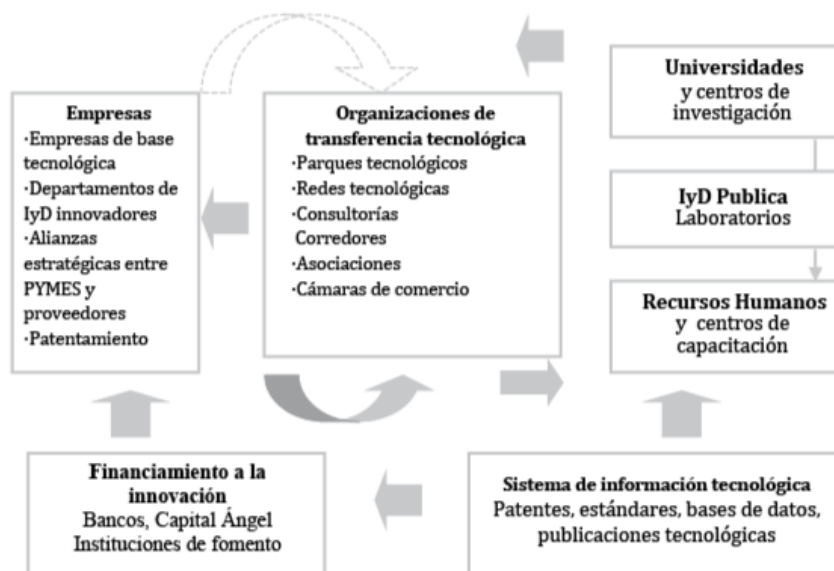 Empresas
·Empresas de base
tecnológica
·Departamentos de
IyD innovadores
·Alianzas
estratégicas entre
PYMES y
proveedores
·Patentamiento
Organizaciones de
transferencia tecnológica
·Parques tecnológicos
·Redes tecnológicas
·Consultorías
Corredores
·Asociaciones
·Cámaras de comercio
Universidades
y centros de
investigación
IyD Publica
Laboratorios
Recursos Humanos
y centros de
capacitación
Financiamiento a la
innovación
Bancos, Capital Ángel
Instituciones de fomento
Sistema de información tecnológica
Patentes, estándares, bases de datos,
publicaciones tecnológicas